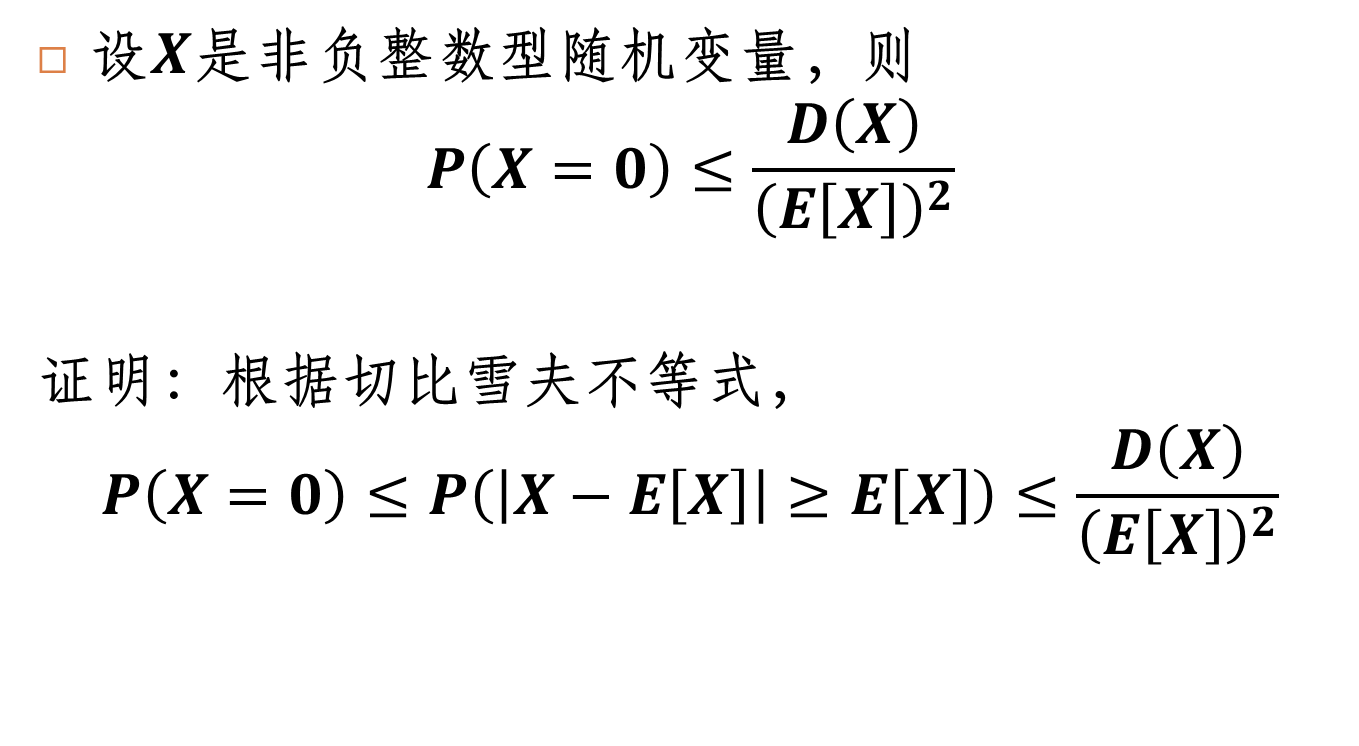 □ 设X是非负整数型随机变量，则
P(X = 0) ≤ D(X) / (E[X])²
证明：根据切比雪夫不等式，
P(X = 0) ≤ P(|X − E[X]| ≥ E[X]) ≤ D(X) / (E[X])²